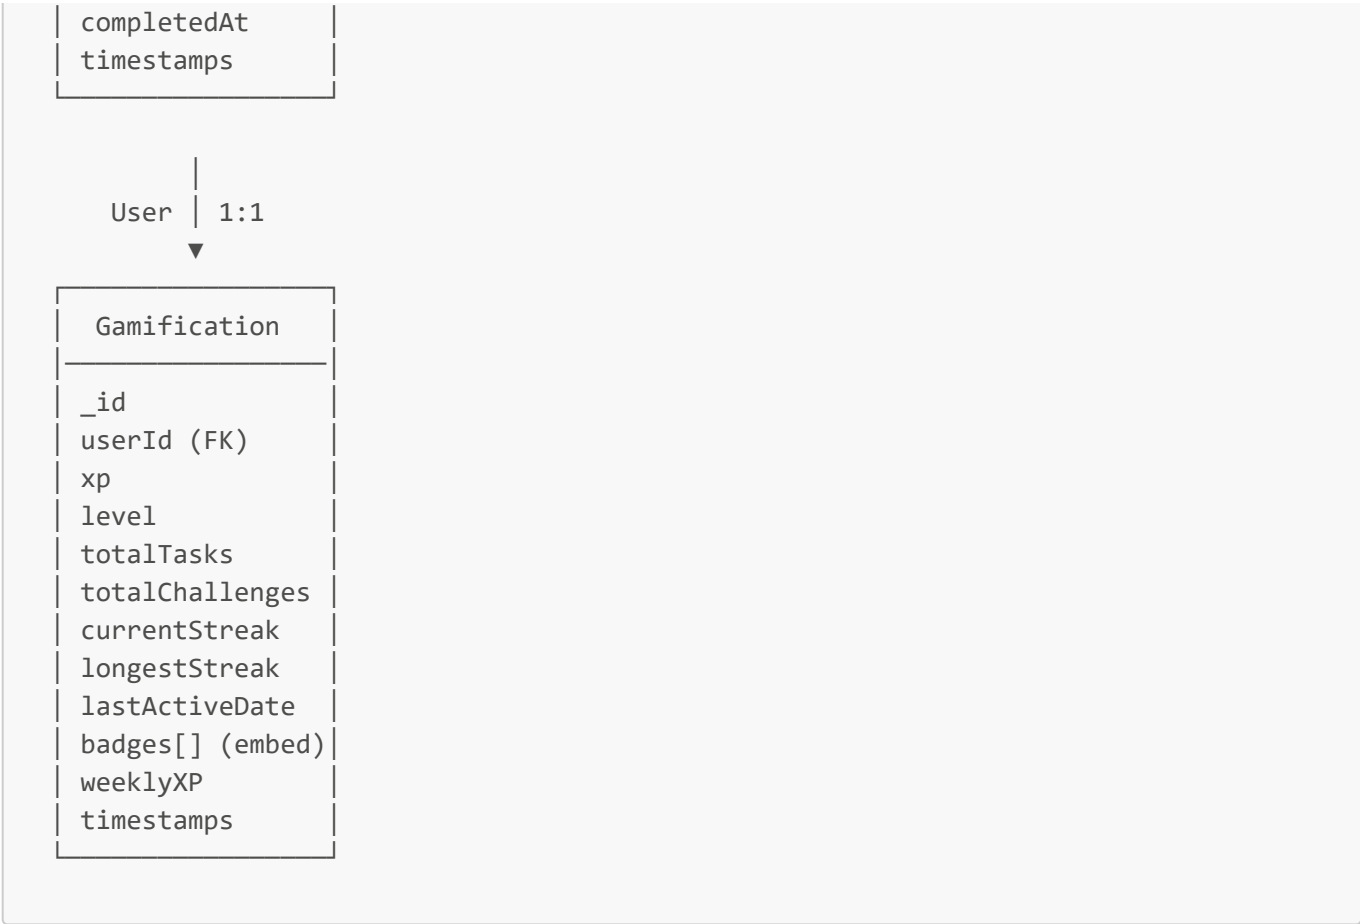 completedAt
timestamps
User 1:1
Gamification
_id
userId (FK)
xp
level
totalTasks
totalChallenges
currentStreak
longestStreak
lastActiveDate
badges[] (embed)
weeklyXP
timestamps